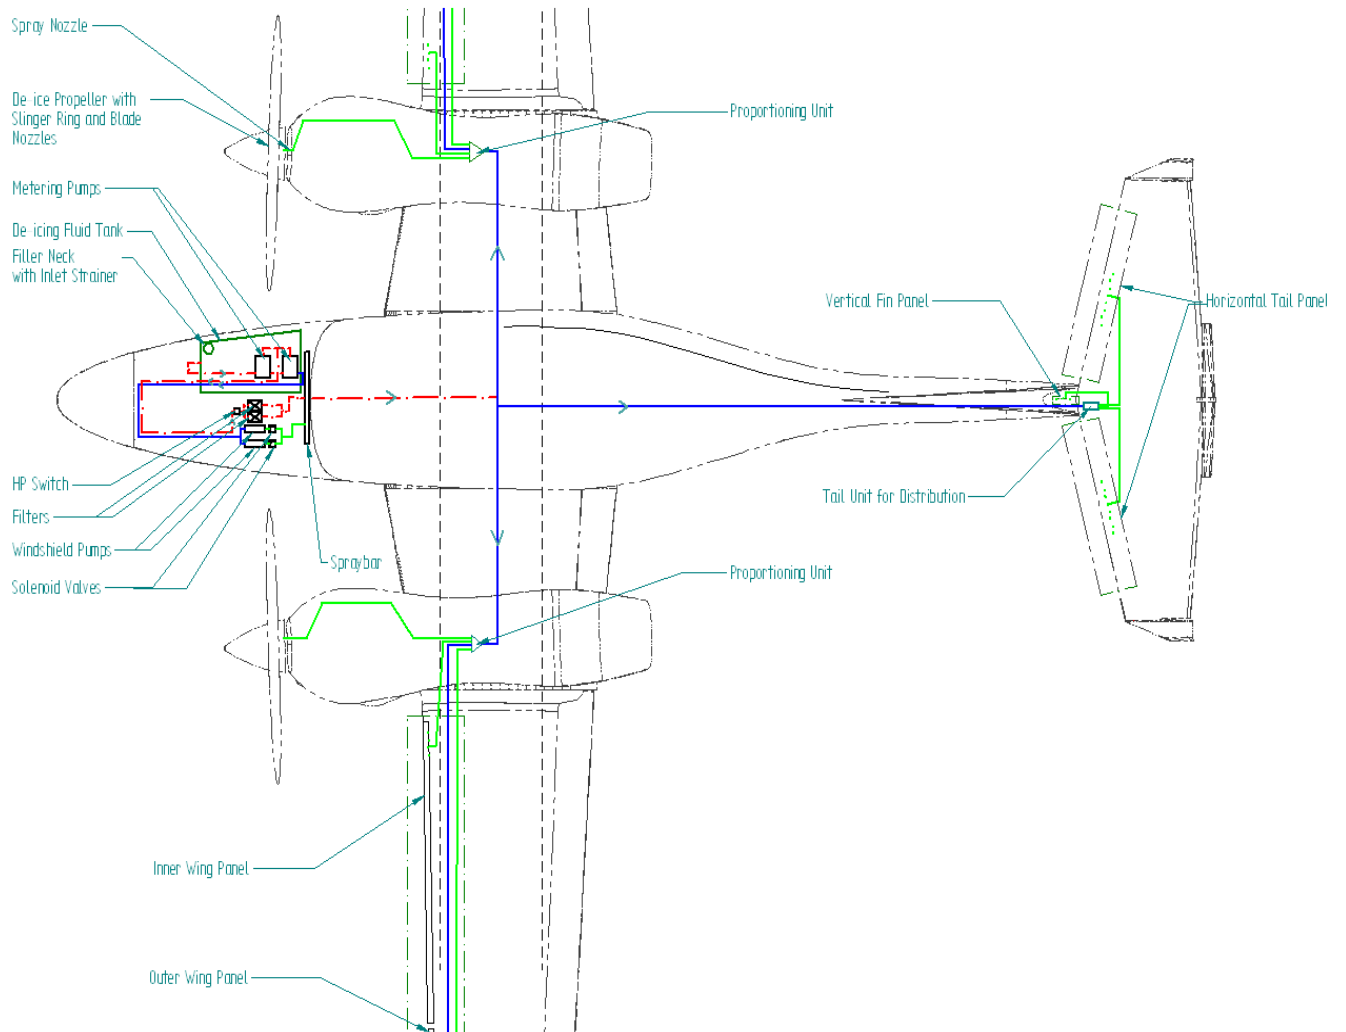 Spray Nozzle
De-ice Propeller with
Slinger Ring and Blade
Nozzles
Metering Pumps
De-icing Fluid Tank
Filler Neck
with Inlet Strainer
HP Switch
Filters
Windshield Pumps
Solenoid Valves
Spraybar
Proportioning Unit
Vertical Fin Panel
Horizontal Tail Panel
Tail Unit for Distribution
Proportioning Unit
Inner Wing Panel
Outer Wing Panel